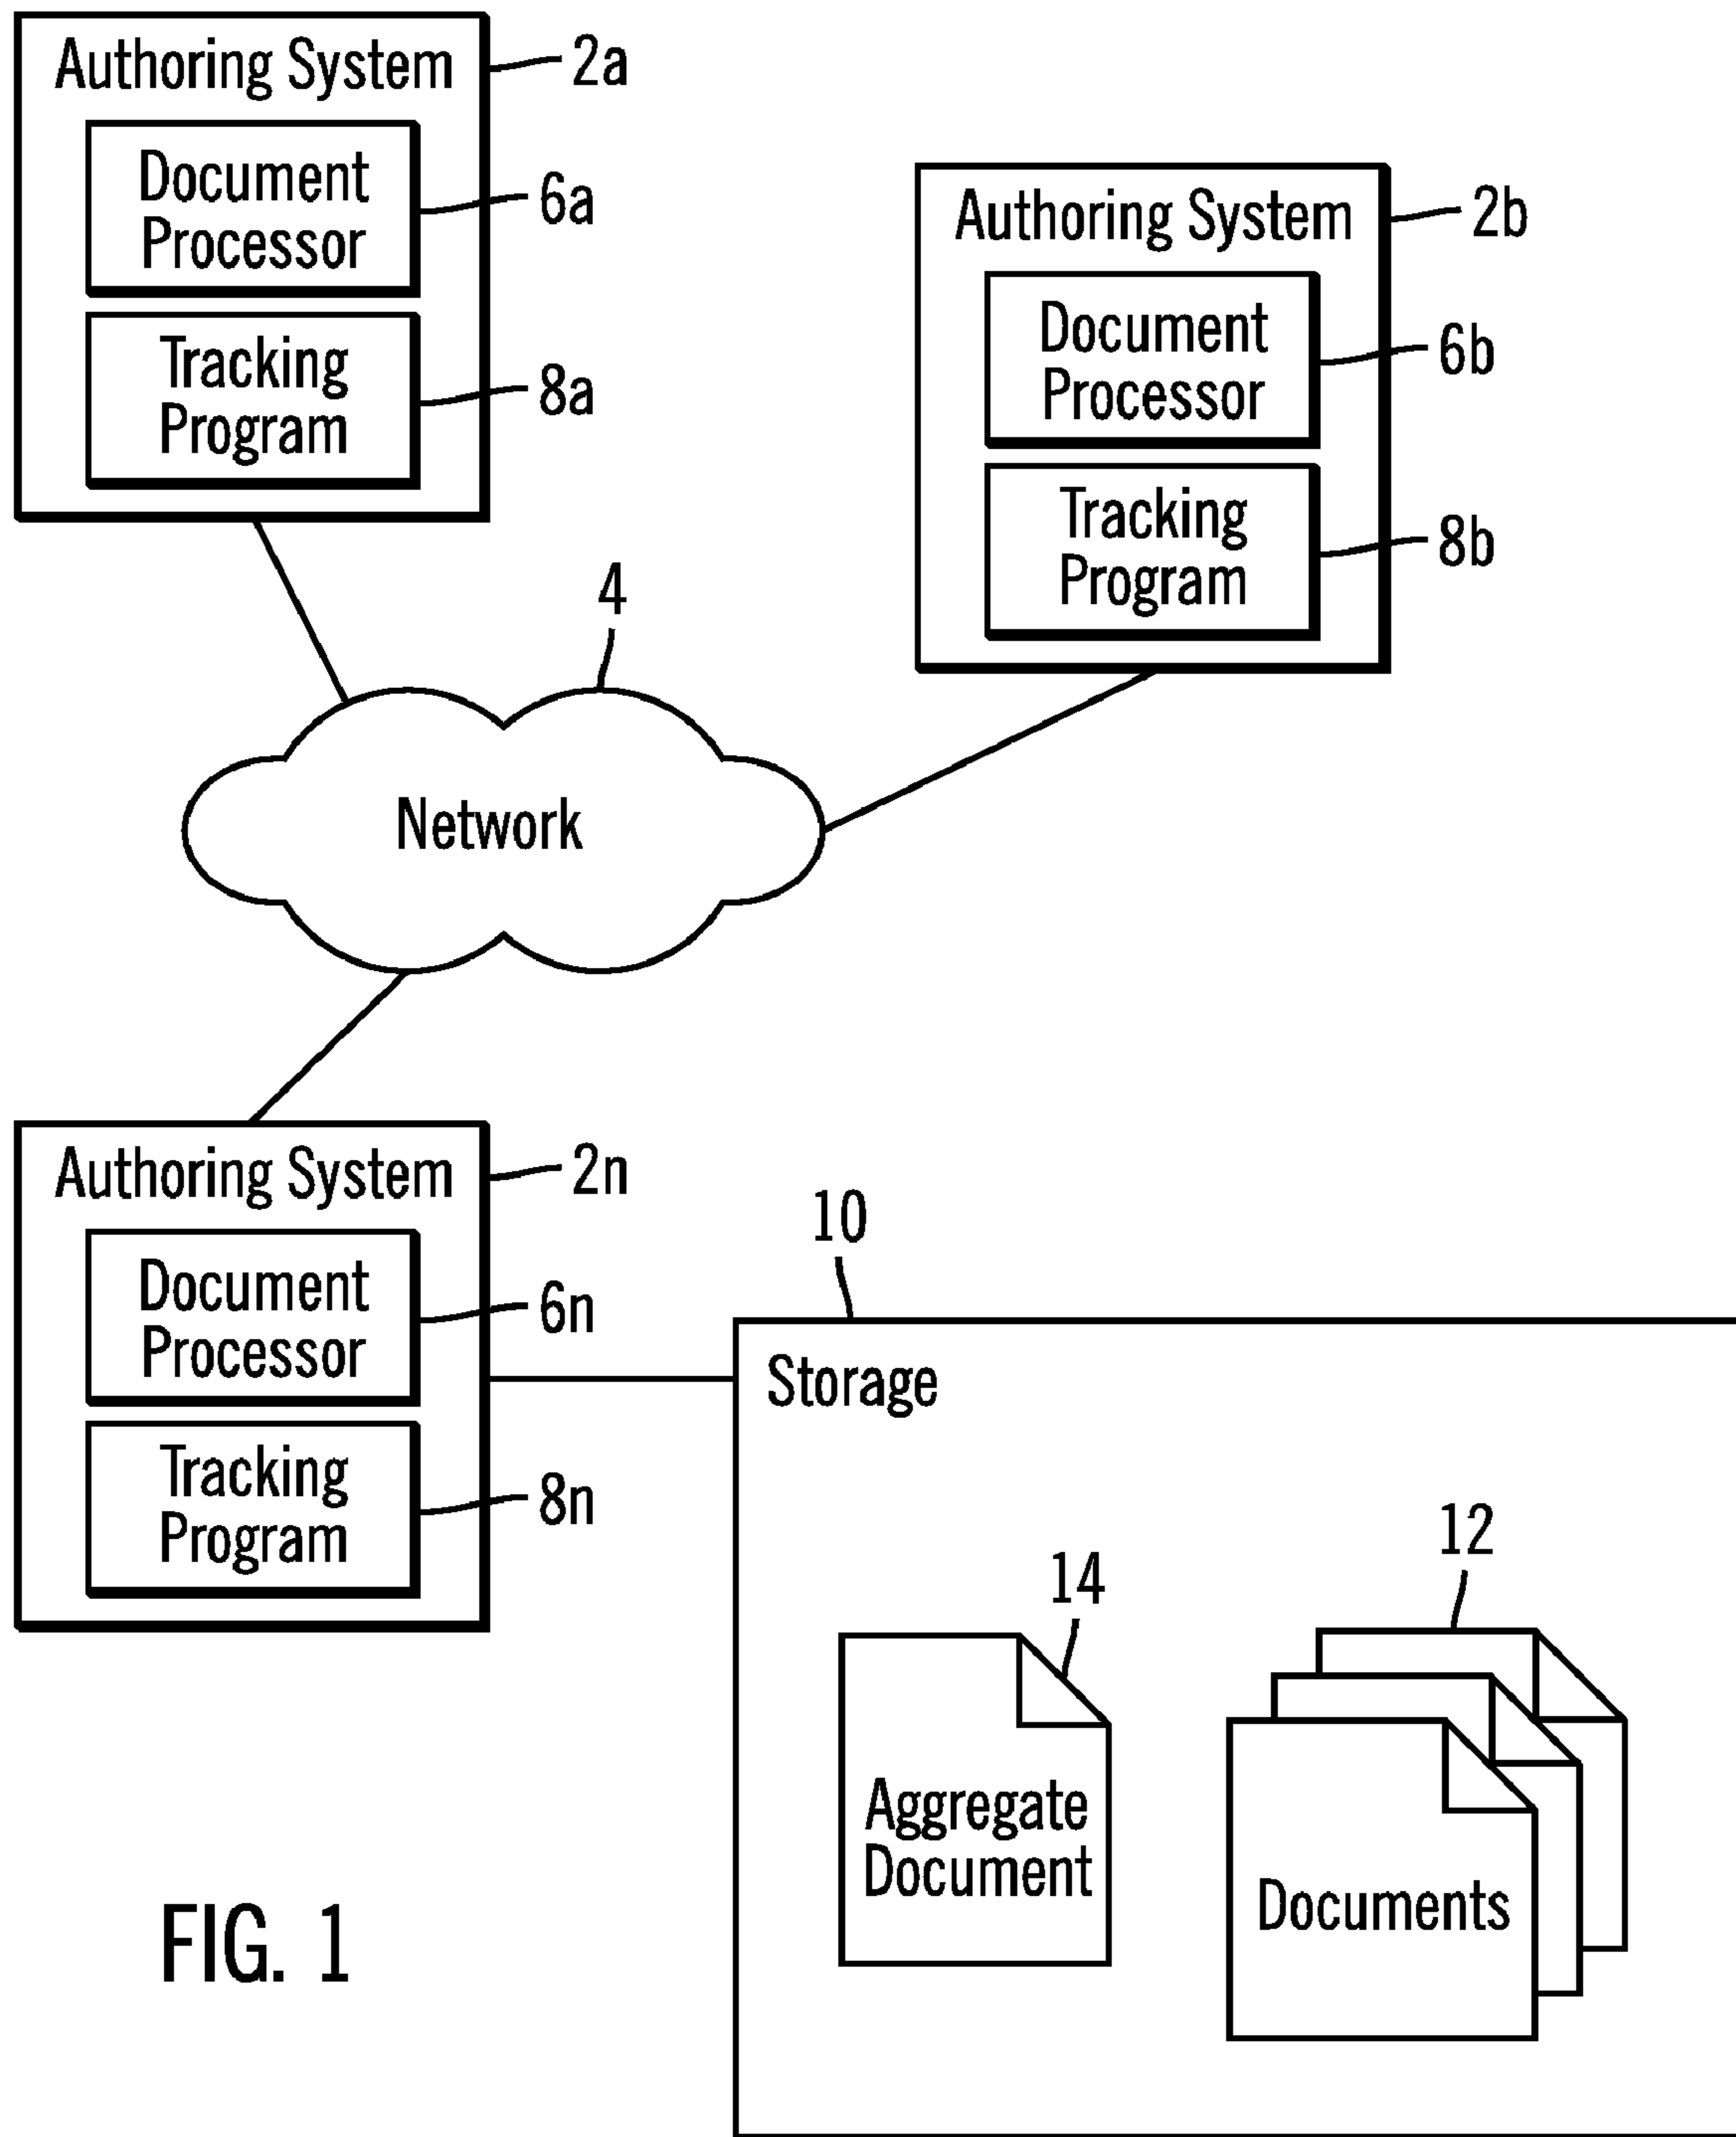 Authoring System
2a
Document
Processor
6a
Tracking
Program
8a
Authoring System
2b
Document
Processor
6b
Tracking
Program
8b
4
Network
Authoring System
2n
Document
Processor
6n
Tracking
Program
8n
10
Storage
14
Aggregate
Document
12
Documents
FIG. 1